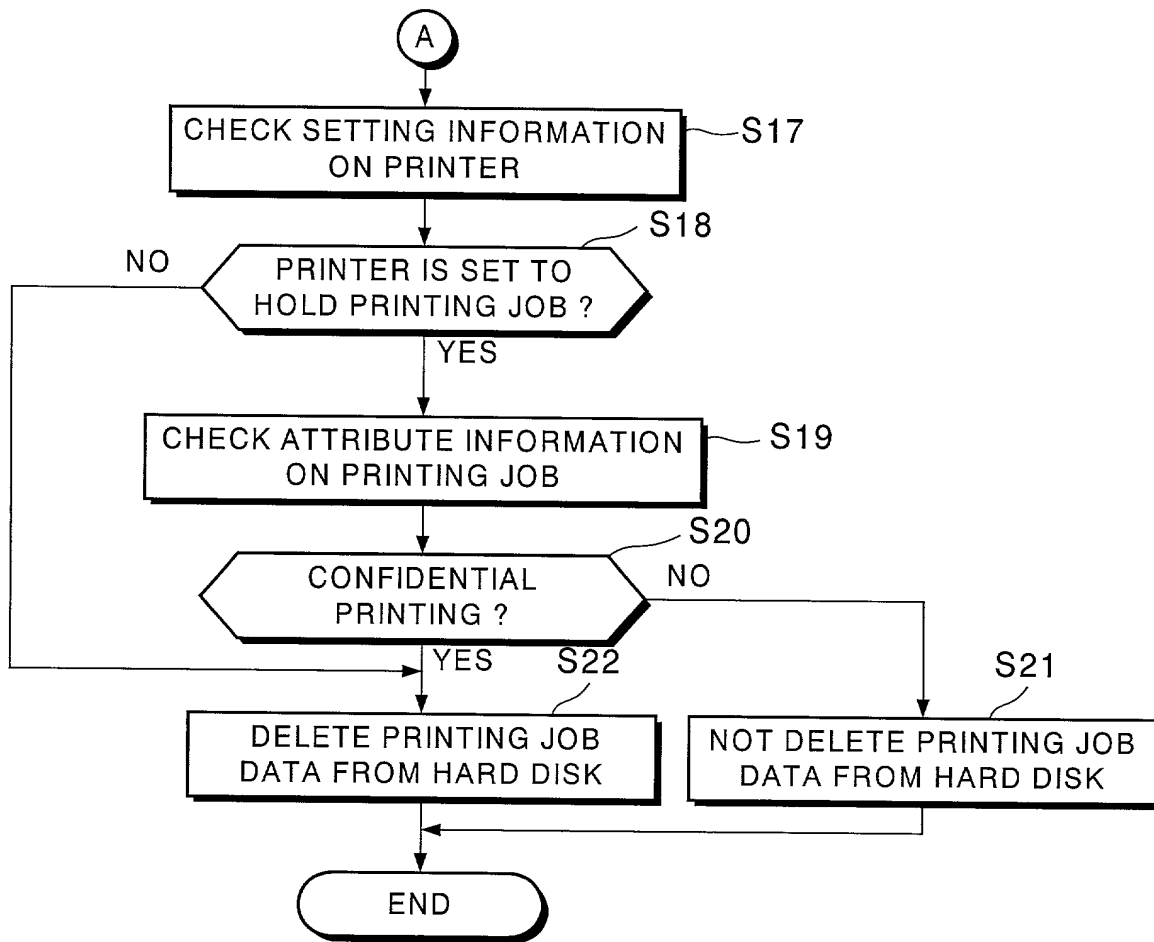 A
CHECK SETTING INFORMATION
ON PRINTER
S17
S18
NO
PRINTER IS SET TO
HOLD PRINTING JOB ?
YES
CHECK ATTRIBUTE INFORMATION
ON PRINTING JOB
S19
S20
CONFIDENTIAL
PRINTING ?
NO
YES
S22
S21
DELETE PRINTING JOB
DATA FROM HARD DISK
NOT DELETE PRINTING JOB
DATA FROM HARD DISK
END